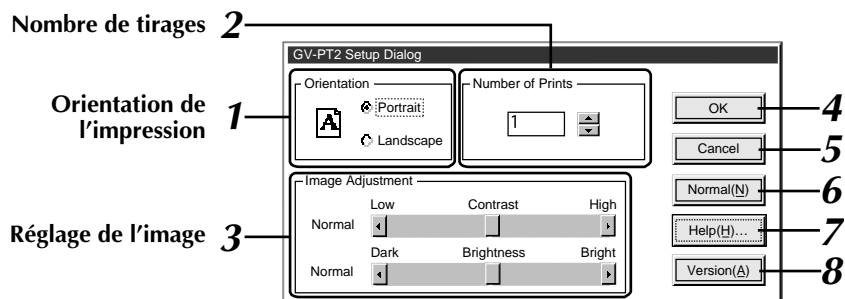 Nombre de tirages 2
GV-PT2 Setup Dialog
Orientation
Number of Prints
Orientation de
l'impression 1
A
Portrait
Landscape
1
OK 4
Cancel 5
Normal(N) 6
Help(H)... 7
Version(A) 8
Réglage de l'image 3
Image Adjustment
Low Contrast High
Normal
Dark Brightness Bright
Normal